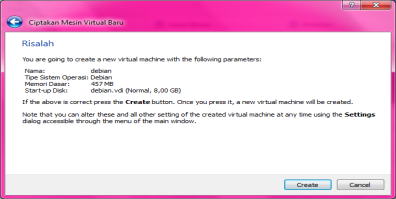 Ciptakan Mesin Virtual Baru
Risalah
You are going to create a new virtual machine with the following parameters:
Nama: debian
Tipe Sistem Operasi: Debian
Memori Dasar: 457 MB
Start-up Disk: debian.vdi (Normal, 8,00 GB)
If the above is correct press the Create button. Once you press it, a new virtual machine will be created.
Note that you can alter these and all other setting of the created virtual machine at any time using the Settings
dialog accessible through the menu of the main window.
Create Cancel